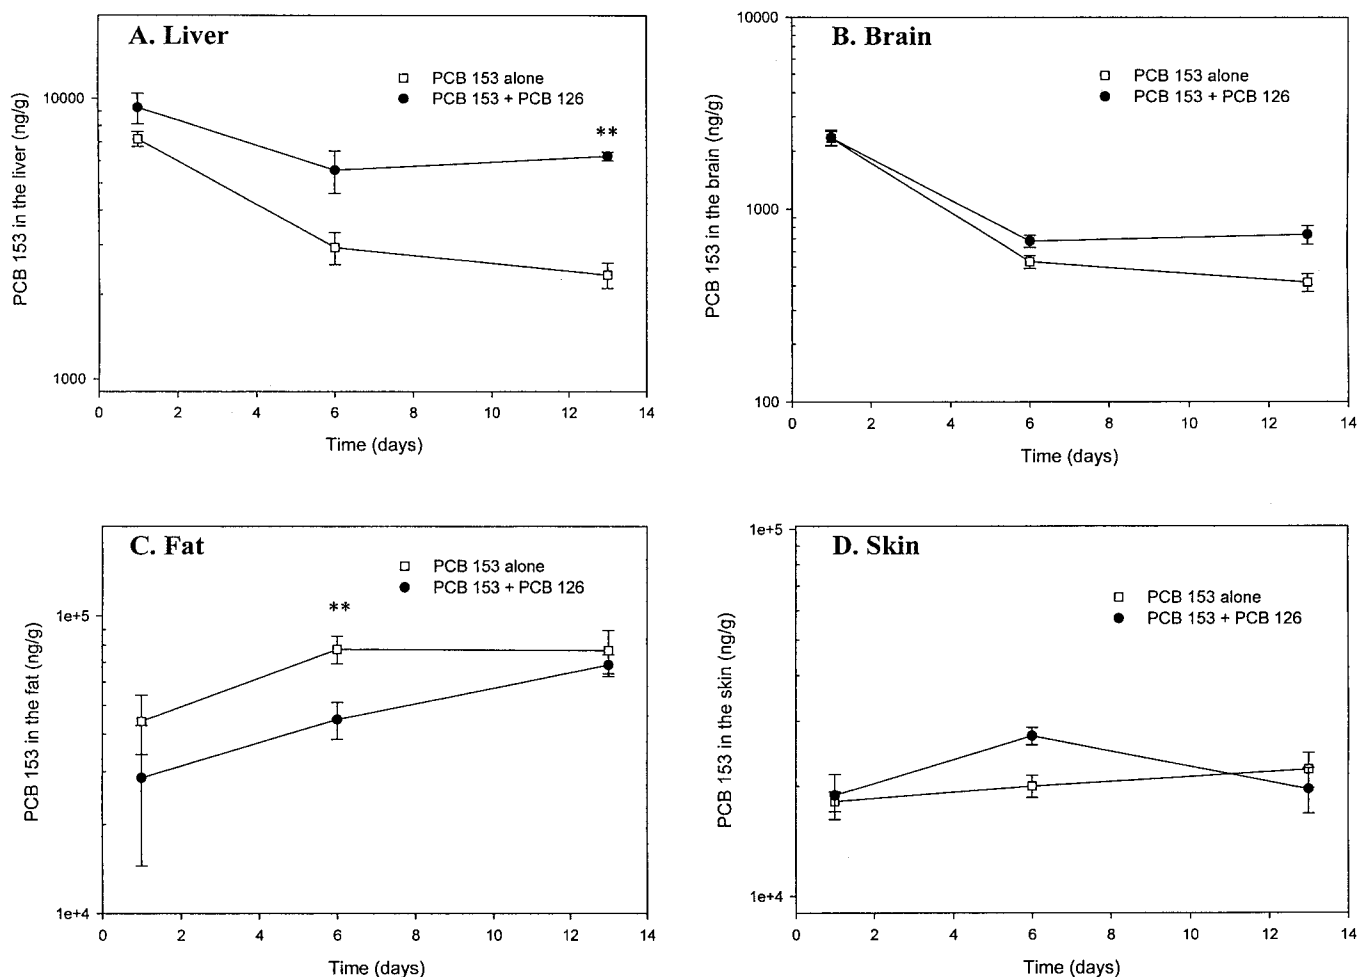 A. Liver
PCB 153 alone
PCB 153 + PCB 126
**
10000
1000
PCB 153 in the liver (ng/g)
0 2 4 6 8 10 12 14
Time (days)
B. Brain
PCB 153 alone
PCB 153 + PCB 126
10000
1000
100
PCB 153 in the brain (ng/g)
0 2 4 6 8 10 12 14
Time (days)
C. Fat
PCB 153 alone
PCB 153 + PCB 126
**
1e+5
1e+4
PCB 153 in the fat (ng/g)
0 2 4 6 8 10 12 14
Time (days)
D. Skin
PCB 153 alone
PCB 153 + PCB 126
1e+5
1e+4
PCB 153 in the skin (ng/g)
0 2 4 6 8 10 12 14
Time (days)